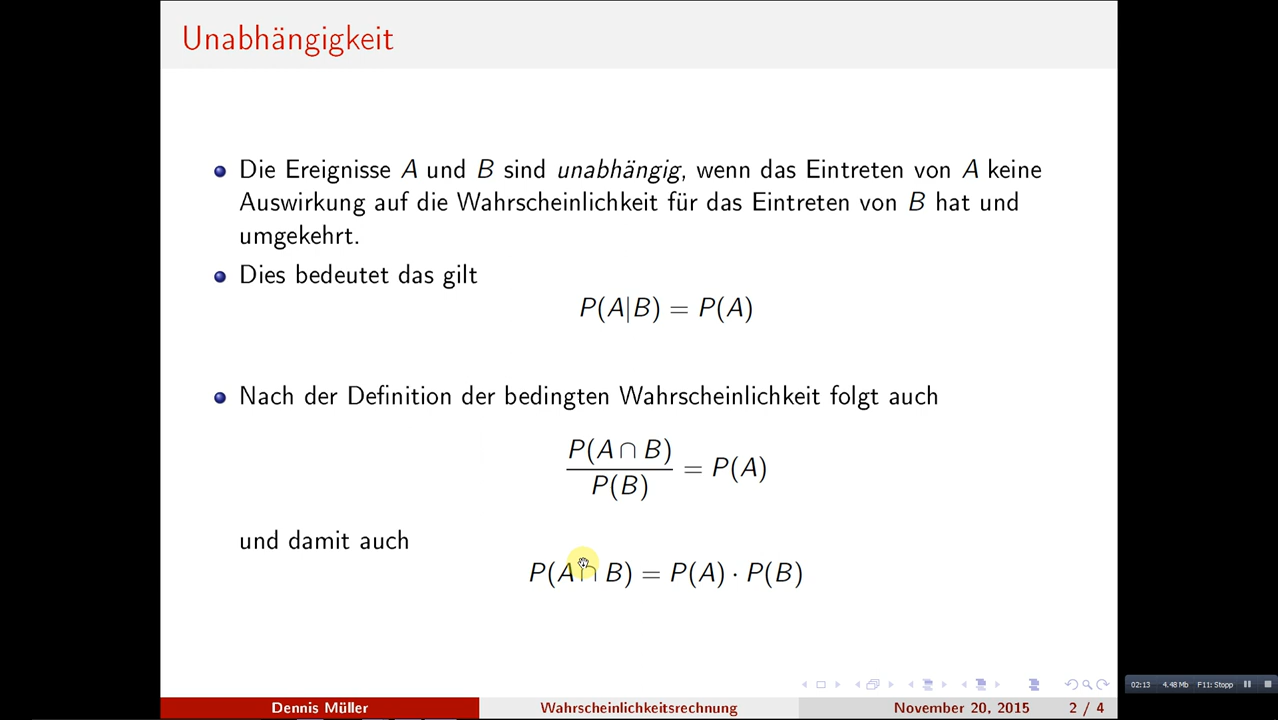 Unabhängigkeit
Die Ereignisse A und B sind unabhängig, wenn das Eintreten von A keine
Auswirkung auf die Wahrscheinlichkeit für das Eintreten von B hat und
umgekehrt.
Dies bedeutet das gilt
P(A|B) = P(A)
Nach der Definition der bedingten Wahrscheinlichkeit folgt auch
P(A ∩ B)
P(B)
= P(A)
und damit auch
P(A ∩ B) = P(A) · P(B)
02:13 4.48 Mb F11: Stopp
Dennis Müller Wahrscheinlichkeitsrechnung November 20, 2015 2 / 4